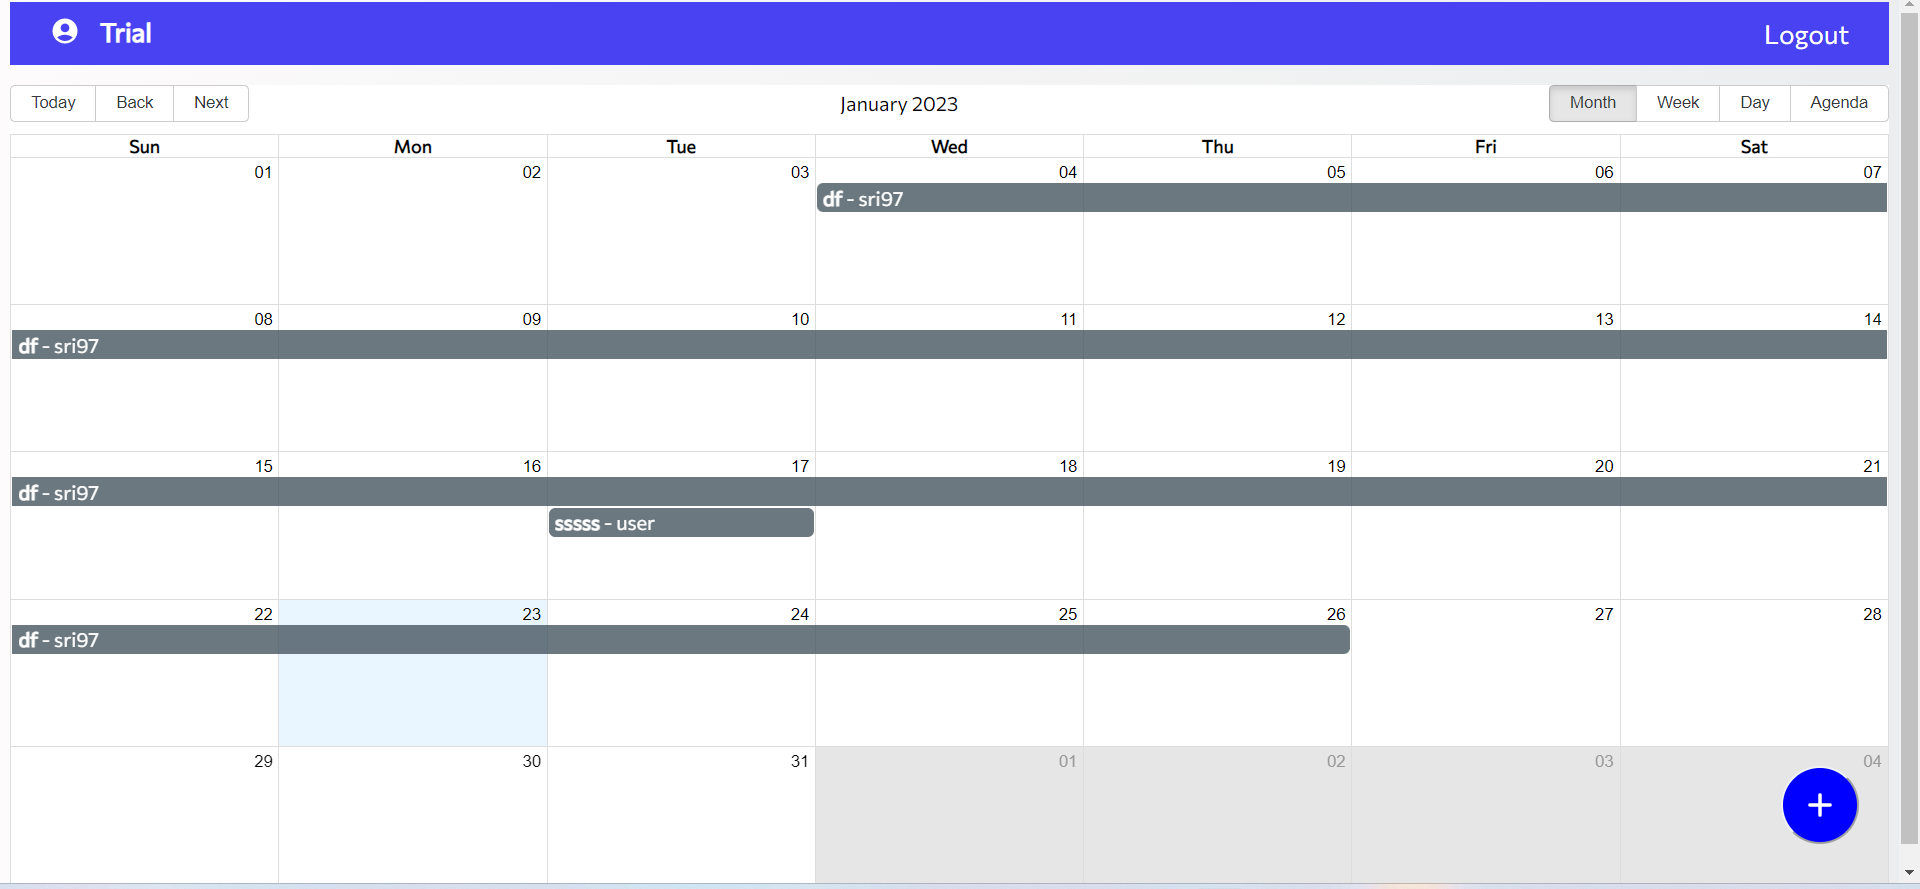 Trial Logout
Today Back Next January 2023 Month Week Day Agenda
Sun Mon Tue Wed Thu Fri Sat
01 02 03 04 05 06 07
df - sri97
08 09 10 11 12 13 14
df - sri97
15 16 17 18 19 20 21
df - sri97
sssss - user
22 23 24 25 26 27 28
df - sri97
29 30 31 01 02 03 04
+